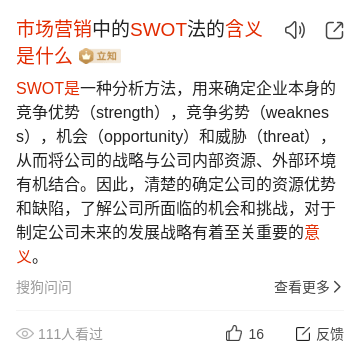 市场营销中的SWOT法的含义
是什么 立知
SWOT是一种分析方法，用来确定企业本身的
竞争优势（strength），竞争劣势（weaknes
s），机会（opportunity）和威胁（threat），
从而将公司的战略与公司内部资源、外部环境
有机结合。因此，清楚的确定公司的资源优势
和缺陷，了解公司所面临的机会和挑战，对于
制定公司未来的发展战略有着至关重要的意
义。
搜狗问问 查看更多
111人看过 16 反馈